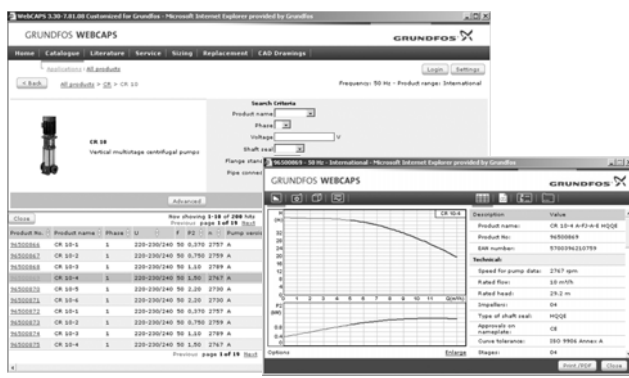 WebCAPS 3.30-7.01.00 Customized for Grundfos - Microsoft Internet Explorer provided by Grundfos
GRUNDFOS WEBCAPS
GRUNDFOS
Home Catalogue Literature Service Sizing Replacement CAD Drawings
Applications All products
Login Settings
< Back
All products > CR > CR 10
Frequency: 50 Hz - Product range: International
Search Criteria
Product name
Phase
Voltage V
Shaft seal
Flange stan
Pipe connec
CR 10
Vertical multistage centrifugal pumps
Advanced
Close
Now showing 1-10 of 200 hits
Previous page 1 of 19 Next
Product No. Product name Phase U f P2 n Pump versi
96500866 CR 10-1 1 220-230/240 50 0,370 2757 A
96500867 CR 10-2 1 220-230/240 50 0,750 2759 A
96500868 CR 10-3 1 220-230/240 50 1,10 2789 A
CR 10-4 1 220-230/240 50 1,50 2767 A
96500870 CR 10-5 1 220-230/240 50 2,20 2730 A
96500871 CR 10-6 1 220-230/240 50 2,20 2730 A
96500872 CR 10-1 1 220-230/240 50 0,370 2757 A
96500873 CR 10-2 1 220-230/240 50 0,750 2759 A
96500874 CR 10-3 1 220-230/240 50 1,10 2789 A
CR 10-4 1 220-230/240 50 1,50 2767 A
Previous page 1 of 19 Next
96500869 - 50 Hz - International - Microsoft Internet Explorer provided by Grundfos
GRUNDFOS WEBCAPS
GRUNDFOS
CR 10-4
Q(m³/h)
P2
(kW)
Options
Enlarge
Description Value
Product name: CR 10-4 A-FJ-A-E HQQE
Product No: 96500869
EAN number: 5700396210759
Technical:
Speed for pump data: 2767 rpm
Rated flow: 10 m³/h
Rated head: 29.2 m
Impellers: 04
Type of shaft seal: HQQE
Approvals on nameplate: CE
Curve tolerance: ISO 9906 Annex A
Stages: 04
Print/PDF Close